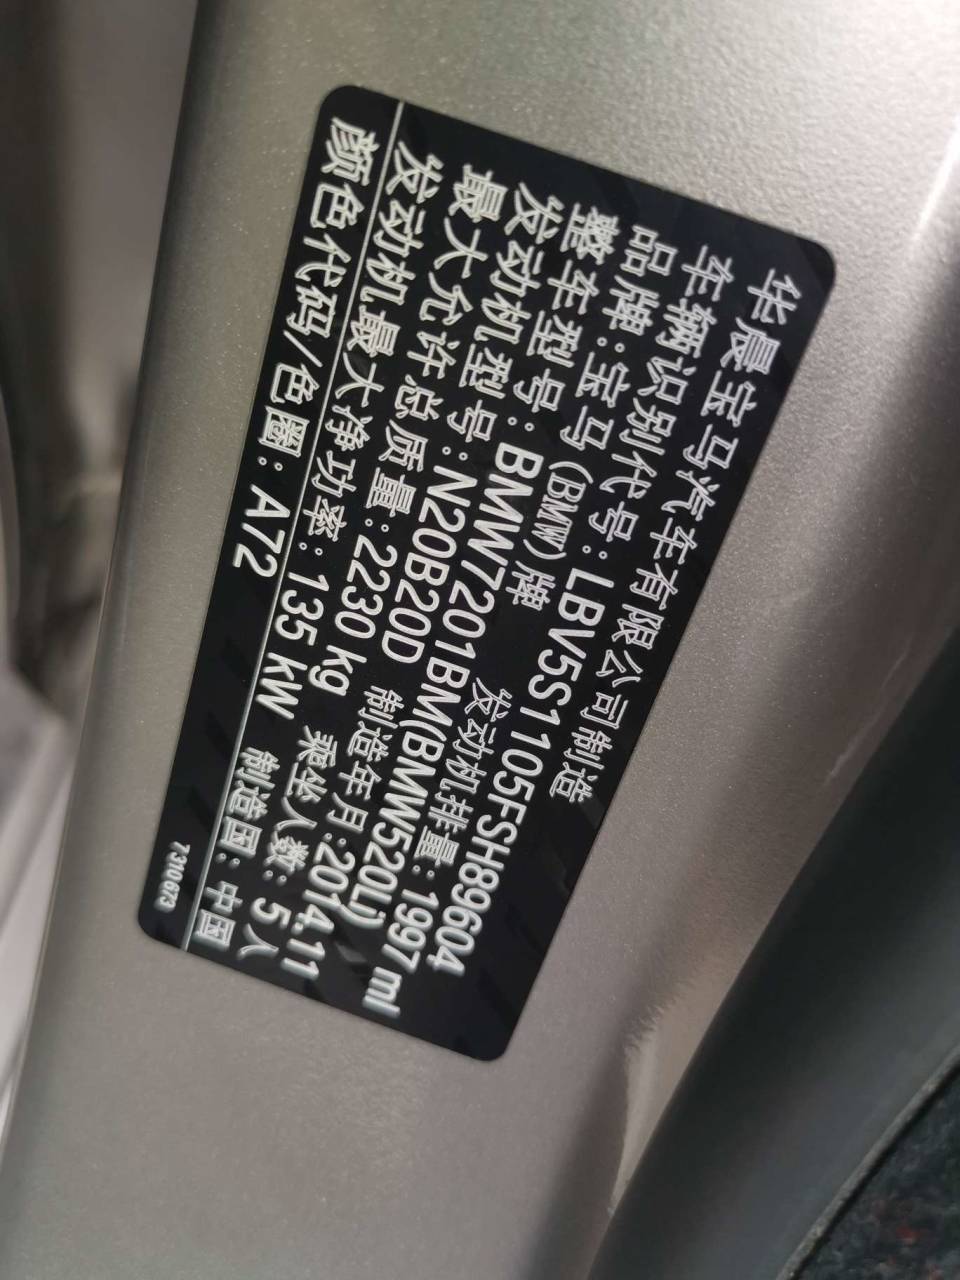 华晨宝马汽车有限公司制造
车辆识别代号:LBV5S1105FSH89604
品牌:宝马(BMW)牌 发动机排量:1997 ml
整车型号:BMW7201BM(BMW520Li)
发动机型号:N20B20D 制造年月:2014.11
最大允许总质量:2230 kg 乘坐人数:5人
发动机最大净功率:135 kW 制造国:中国
颜色代码/色圈:A72
7310673